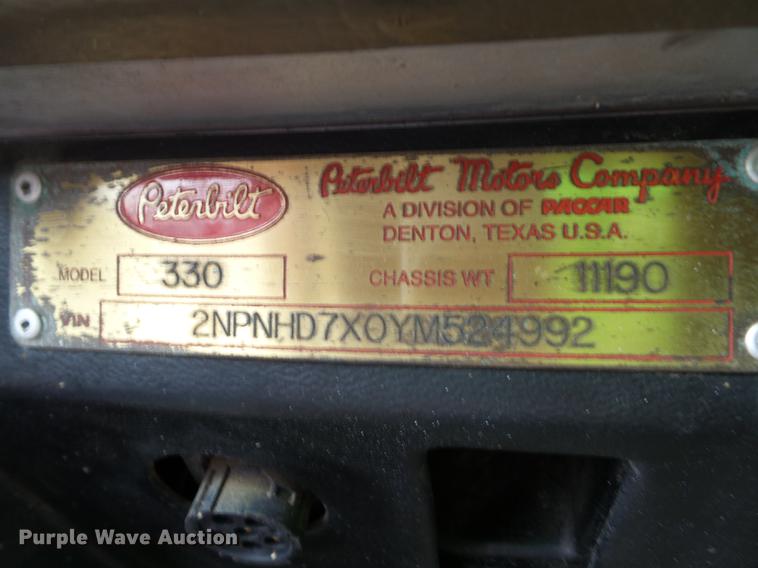 Peterbilt
Peterbilt Motors Company
A DIVISION OF PACCAR
DENTON, TEXAS U.S.A.
MODEL 330 CHASSIS WT 11190
VIN 2NPNHD7X0YM524992
Purple Wave Auction